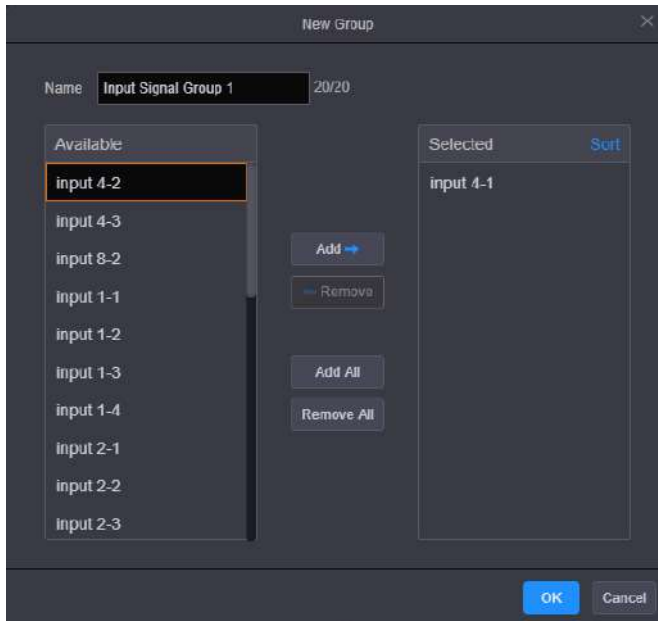 New Group
Name Input Signal Group 1 20/20
Available
input 4-2
input 4-3
input 8-2
input 1-1
input 1-2
input 1-3
input 1-4
input 2-1
input 2-2
input 2-3
Add
Remove
Add All
Remove All
Selected Sort
input 4-1
OK Cancel